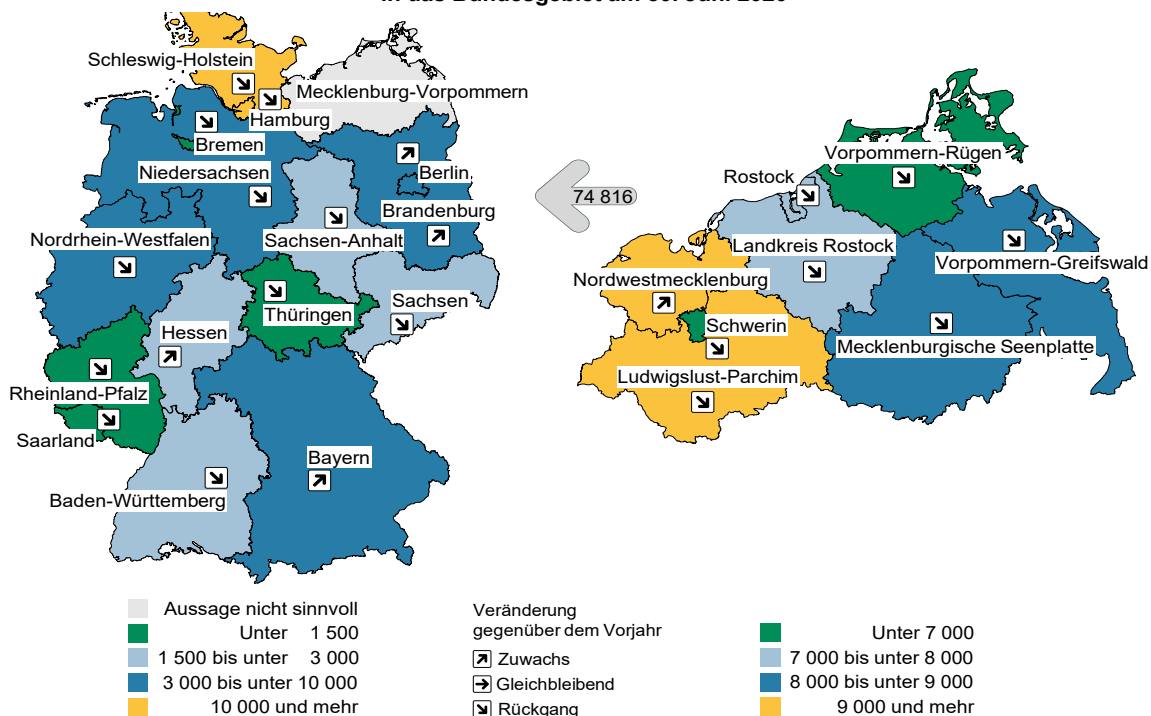 Schleswig-Holstein
Mecklenburg-Vorpommern
Hamburg
Bremen
Niedersachsen
Berlin
Brandenburg
Nordrhein-Westfalen
Sachsen-Anhalt
Sachsen
Thüringen
Hessen
Rheinland-Pfalz
Saarland
Bayern
Baden-Württemberg
74 816
Vorpommern-Rügen
Rostock
Landkreis Rostock
Vorpommern-Greifswald
Nordwestmecklenburg
Schwerin
Mecklenburgische Seenplatte
Ludwigslust-Parchim
Aussage nicht sinnvoll
Unter 1 500
1 500 bis unter 3 000
3 000 bis unter 10 000
10 000 und mehr
Veränderung
gegenüber dem Vorjahr
Zuwachs
Gleichbleibend
Rückgang
Unter 7 000
7 000 bis unter 8 000
8 000 bis unter 9 000
9 000 und mehr